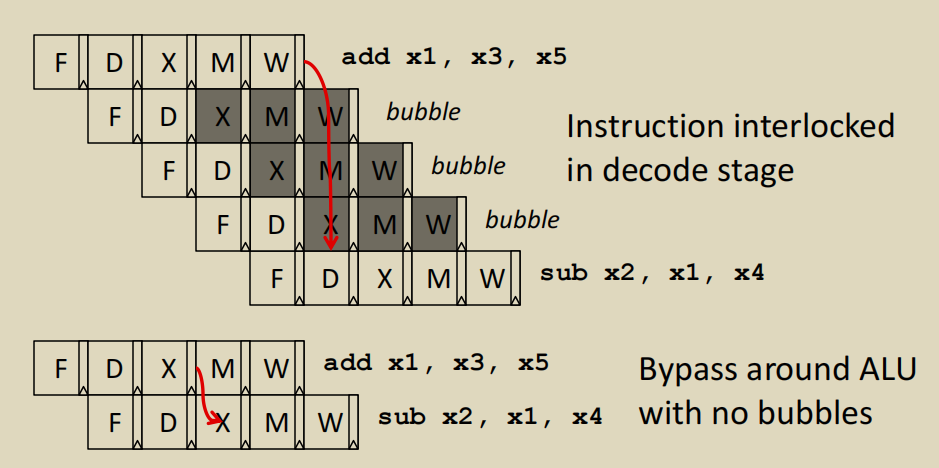 F D X M W add x1, x3, x5
F D X M W bubble
Instruction interlocked
in decode stage
F D X M W bubble
F D X M W bubble
F D X M W sub x2, x1, x4
F D X M W add x1, x3, x5
F D X M W sub x2, x1, x4
Bypass around ALU
with no bubbles